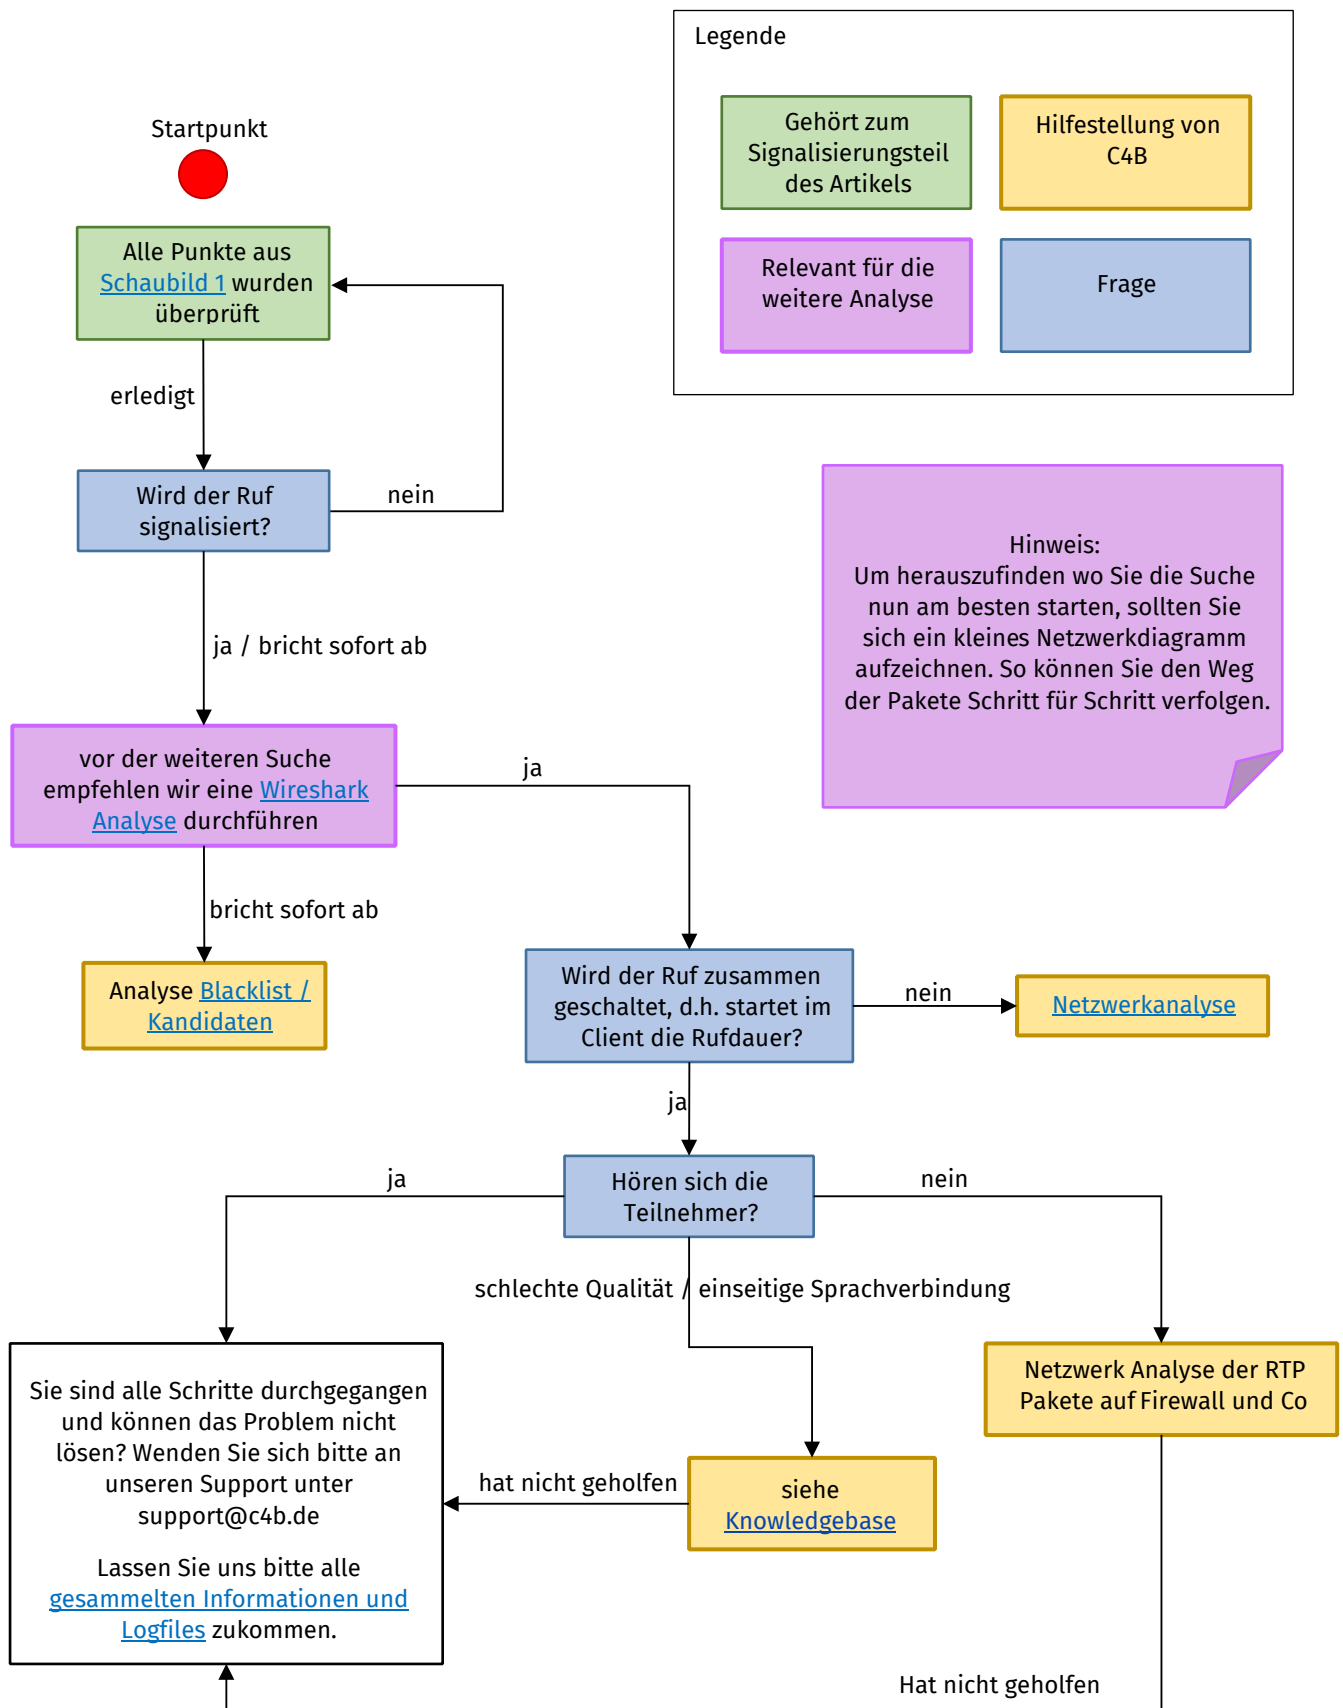 Legende
Gehört zum
Signalisierungsteil
des Artikels
Hilfestellung von
C4B
Relevant für die
weitere Analyse
Frage
Startpunkt
Alle Punkte aus
Schaubild 1 wurden
überprüft
erledigt
Wird der Ruf
signalisiert?
nein
ja / bricht sofort ab
Hinweis:
Um herauszufinden wo Sie die Suche
nun am besten starten, sollten Sie
sich ein kleines Netzwerkdiagramm
aufzeichnen. So können Sie den Weg
der Pakete Schritt für Schritt verfolgen.
vor der weiteren Suche
empfehlen wir eine Wireshark
Analyse durchführen
ja
bricht sofort ab
Analyse Blacklist /
Kandidaten
Wird der Ruf zusammen
geschaltet, d.h. startet im
Client die Rufdauer?
nein
Netzwerkanalyse
ja
Hören sich die
Teilnehmer?
ja
nein
schlechte Qualität / einseitige Sprachverbindung
Sie sind alle Schritte durchgegangen
und können das Problem nicht
lösen? Wenden Sie sich bitte an
unseren Support unter
support@c4b.de
Lassen Sie uns bitte alle
gesammelten Informationen und
Logfiles zukommen.
hat nicht geholfen
siehe
Knowledgebase
Netzwerk Analyse der RTP
Pakete auf Firewall und Co
Hat nicht geholfen